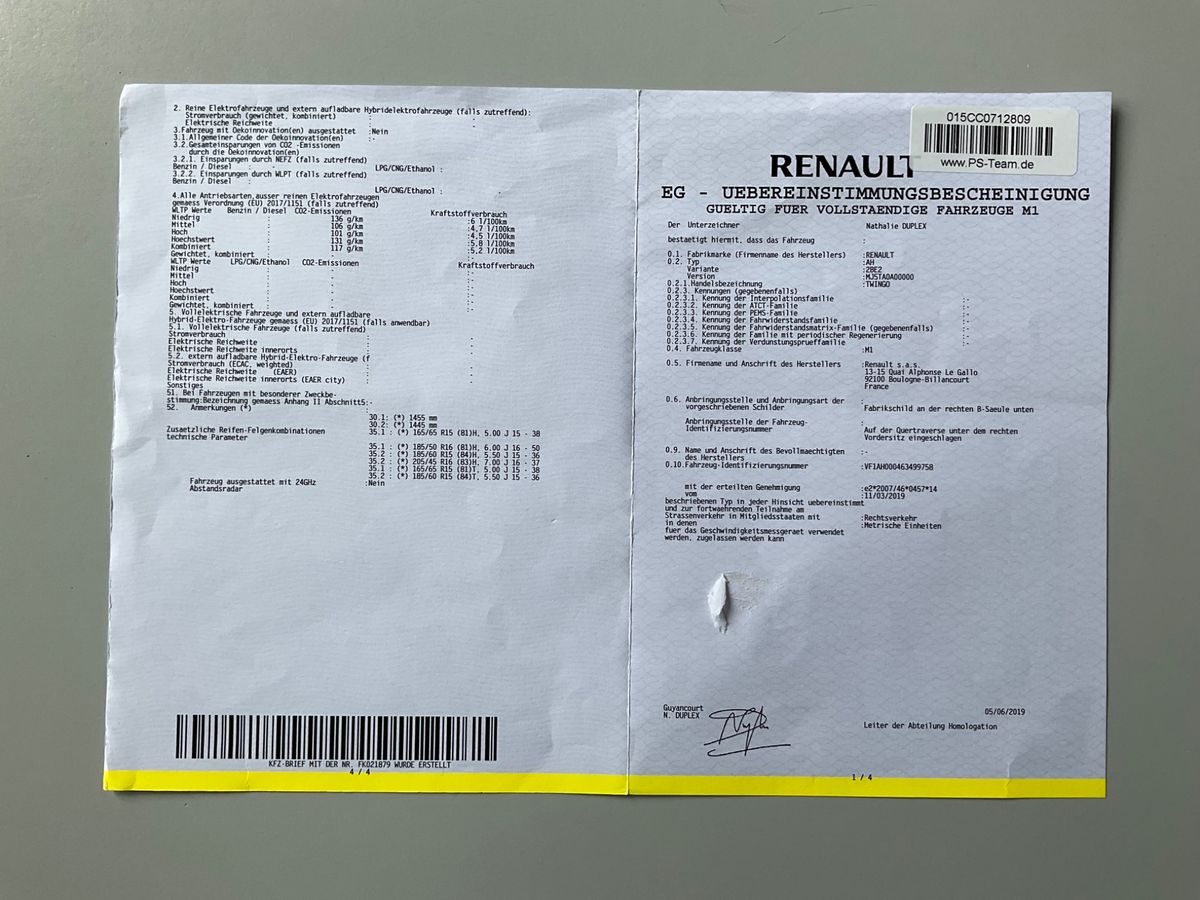 2. Reine Elektrofahrzeuge und extern aufladbare Hybridelektrofahrzeuge (falls zutreffend):
Stromverbrauch (gewichtet, kombiniert) :
Elektrische Reichweite : -
3.Fahrzeug mit Oekoinnovation(en) ausgestattet :Nein
3.1.Allgemeiner Code der Oekoinnovation(en) :-
3.2.Gesamteinsparungen von CO2 -Emissionen
durch die Oekoinnovation(en)
3.2.1. Einsparungen durch NEFZ (falls zutreffend)
Benzin / Diesel : - LPG/CNG/Ethanol : -
3.2.2. Einsparungen durch WLPT (falls zutreffend)
Benzin / Diesel :
LPG/CNG/Ethanol : -
4.Alle Antriebsarten,ausser reinen Elektrofahrzeugen
gemaess Verordnung (EU) 2017/1151 (falls zutreffend)
WLTP Werte Benzin / Diesel CO2-Emissionen Kraftstoffverbrauch
Niedrig : 136 g/km :6 l/100km
Mittel : 106 g/km :4,7 l/100km
Hoch : 101 g/km :4,5 l/100km
Hoechstwert : 131 g/km :5,8 l/100km
Kombiniert : 117 g/km :5,2 l/100km
Gewichtet, kombiniert : :-
WLTP Werte LPG/CNG/Ethanol CO2-Emissionen Kraftstoffverbrauch
Niedrig : - :-
Mittel : - :-
Hoch : - :-
Hoechstwert : - :-
Kombiniert : - :-
Gewichtet, kombiniert : - :-
5. Vollelektrische Fahrzeuge und extern aufladbare
Hybrid-Elektro-Fahrzeuge gemaess (EU) 2017/1151 (falls anwendbar)
5.1. Vollelektrische Fahrzeuge (falls zutreffend)
Stromverbrauch : -
Elektrische Reichweite : -
Elektrische Reichweite innerorts : -
5.2. extern aufladbare Hybrid-Elektro-Fahrzeuge (f
Stromverbrauch (ECAC, weighted) : -
Elektrische Reichweite (EAER) : -
Elektrische Reichweite innerorts (EAER city) : -
Sonstiges
51. Bei Fahrzeugen mit besonderer Zweckbe-
stimmung:Bezeichnung gemaess Anhang II Abschnitt5:-
52. Anmerkungen (*) :
30.1: (*) 1455 mm
30.2: (*) 1445 mm
Zusaetzliche Reifen-Felgenkombinationen 35.1 : (*) 165/65 R15 (81)H, 5.00 J 15 - 38
technische Parameter
35.1 : (*) 185/50 R16 (81)H, 6.00 J 16 - 50
35.2 : (*) 185/60 R15 (84)H, 5.50 J 15 - 36
35.2 : (*) 205/45 R16 (83)H, 7.00 J 16 - 37
35.1 : (*) 165/65 R15 (81)T, 5.00 J 15 - 38
35.2 : (*) 185/60 R15 (84)T, 5.50 J 15 - 36
Fahrzeug ausgestattet mit 24GHz :Nein
Abstandsradar
KFZ-BRIEF MIT DER NR. FK021879 WURDE ERSTELLT
4 / 4
015CC0712809
www.PS-Team.de
RENAULT
EG - UEBEREINSTIMMUNGSBESCHEINIGUNG
GUELTIG FUER VOLLSTAENDIGE FAHRZEUGE M1
Der Unterzeichner Nathalie DUPLEX
bestaetigt hiermit, dass das Fahrzeug :
0.1. Fabrikmarke (Firmenname des Herstellers) :RENAULT
0.2. Typ :AH
Variante :2BE2
Version :MJ5TA0A00000
0.2.1.Handelsbezeichnung :TWINGO
0.2.3. Kennungen (gegebenenfalls)
0.2.3.1. Kennung der Interpolationsfamilie :-
0.2.3.2. Kennung der ATCT-Familie :-
0.2.3.3. Kennung der PEMS-Familie :-
0.2.3.4. Kennung der Fahrwiderstandsfamilie :-
0.2.3.5. Kennung der Fahrwiderstandsmatrix-Familie (gegebenenfalls) :-
0.2.3.6. Kennung der Familie mit periodischer Regenerierung :-
0.2.3.7. Kennung der Verdunstungsprueffamilie :-
0.4. Fahrzeugklasse :M1
0.5. Firmename und Anschrift des Herstellers :Renault s.a.s.
13-15 Quai Alphonse Le Gallo
92100 Boulogne-Billancourt
France
0.6. Anbringungsstelle und Anbringungsart der :
vorgeschriebenen Schilder Fabrikschild an der rechten B-Saeule unten
Anbringungsstelle der Fahrzeug- :
Identifizierungsnummer Auf der Quertraverse unter dem rechten
Vordersitz eingeschlagen
0.9. Name und Anschrift des Bevollmaechtigten :-
des Herstellers
0.10.Fahrzeug-Identifizierungsnummer :VF1AH000463499758
mit der erteilten Genehmigung :e2*2007/46*0457*14
vom :11/03/2019
beschriebenen Typ in jeder Hinsicht uebereinstimmt
und zur fortwaehrenden Teilnahme am
Strassenverkehr in Mitgliedsstaaten mit :Rechtsverkehr
in denen :Metrische Einheiten
fuer das Geschwindigkeitsmessgeraet verwendet
werden, zugelassen werden kann
Guyancourt 05/06/2019
N. DUPLEX
Leiter der Abteilung Homologation
1 / 4